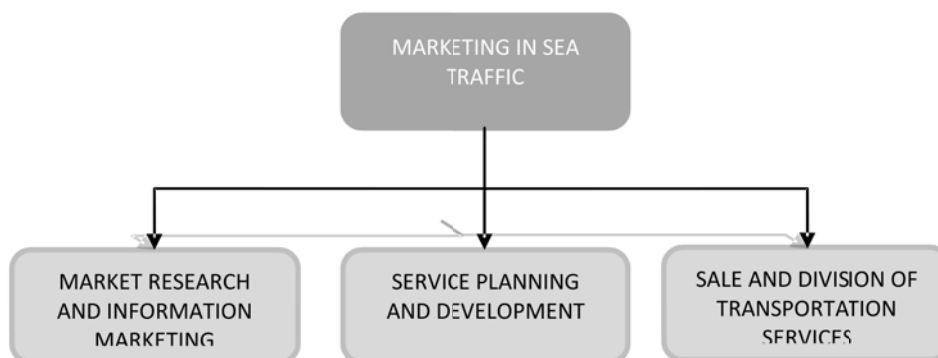 MARKETING IN SEA
TRAFFIC
MARKET RESEARCH
AND INFORMATION
MARKETING
SERVICE PLANNING
AND DEVELOPMENT
SALE AND DIVISION OF
TRANSPORTATION
SERVICES